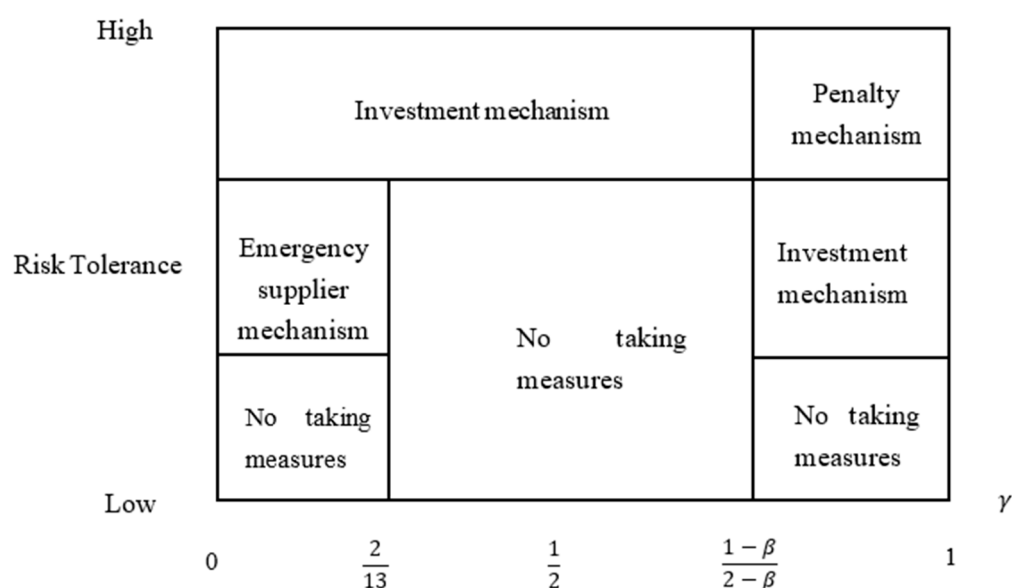 High
Investment mechanism
Penalty
mechanism
Risk Tolerance
Emergency
supplier
mechanism
No taking
measures
Investment
mechanism
No taking
measures
No taking
measures
Low
γ
0
2/13
1/2
(1 − β)/(2 − β)
1